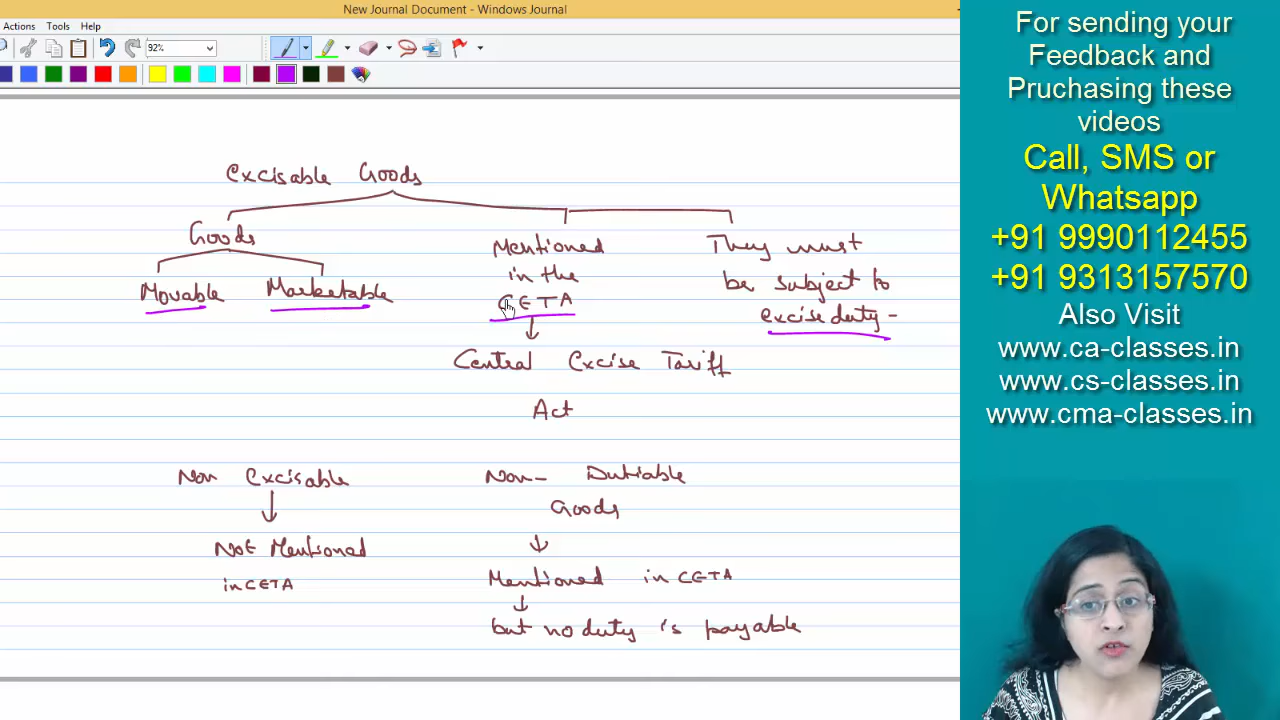 New Journal Document - Windows Journal
Actions Tools Help
92%
Excisable Goods
Goods
Movable Marketable
Mentioned
in the
CETA
They must
be subject to
excise duty -
Central Excise Tariff
Act
Non Excisable
Not Mentioned
in CETA
Non- Dutiable
Goods
Mentioned in CETA
but no duty is payable
For sending your
Feedback and
Pruchasing these
videos
Call, SMS or
Whatsapp
+91 9990112455
+91 9313157570
Also Visit
www.ca-classes.in
www.cs-classes.in
www.cma-classes.in